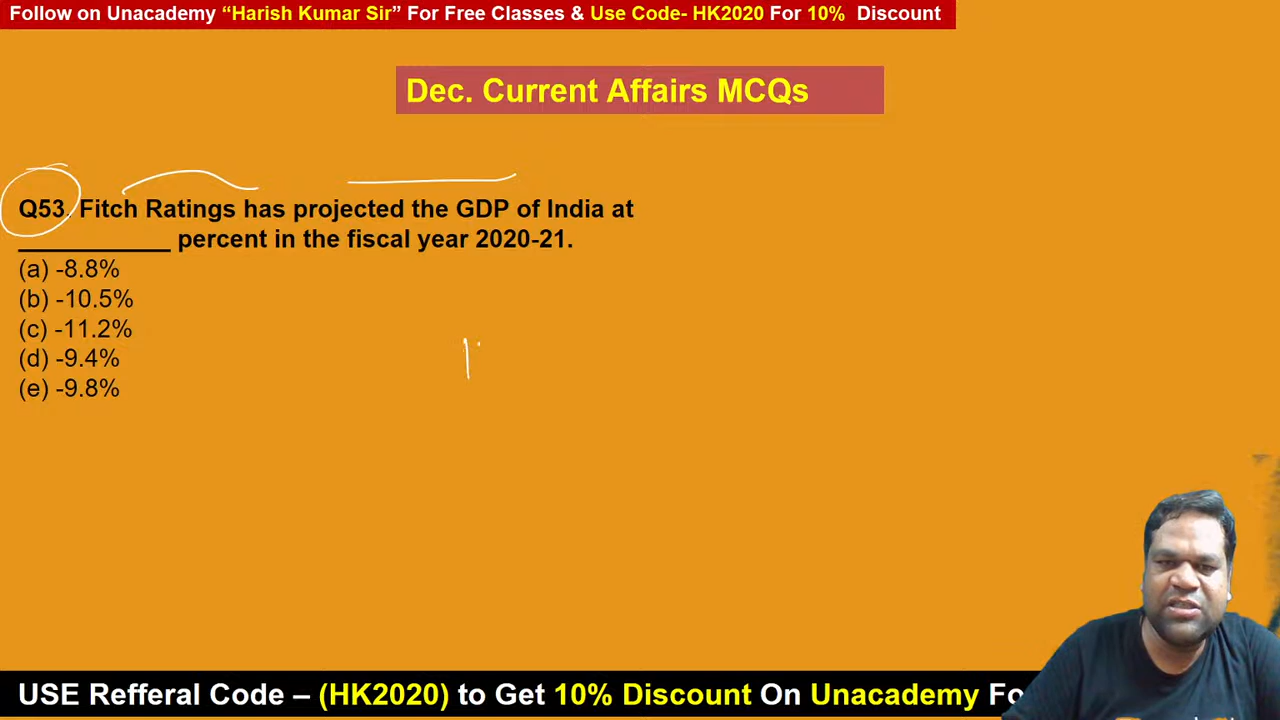 Follow on Unacademy “Harish Kumar Sir” For Free Classes & Use Code- HK2020 For 10% Discount
Dec. Current Affairs MCQs
Q53. Fitch Ratings has projected the GDP of India at
___________ percent in the fiscal year 2020-21.
(a) -8.8%
(b) -10.5%
(c) -11.2%
(d) -9.4%
(e) -9.8%
USE Refferal Code – (HK2020) to Get 10% Discount On Unacademy Fo